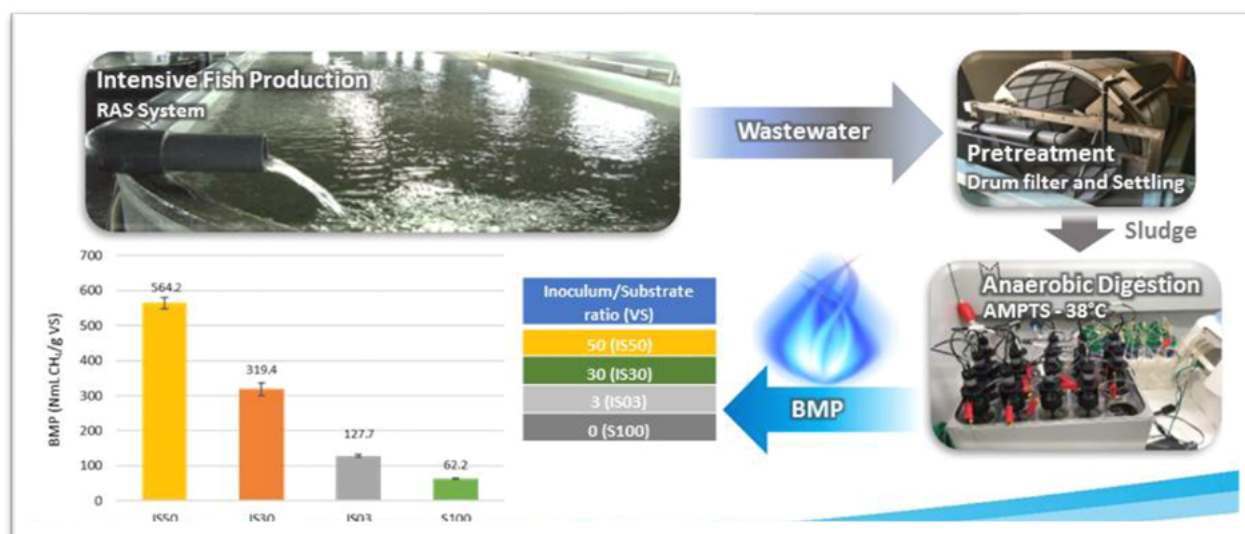 Intensive Fish Production
RAS System
Wastewater
Pretreatment
Drum filter and Settling
Sludge
Anaerobic Digestion
AMPTS - 38°C
BMP
Inoculum/Substrate
ratio (VS)
50 (IS50)
30 (IS30)
3 (IS03)
0 (S100)
BMP (NmL CH₄/g VS)
700
600
500
400
300
200
100
0
564.2
319.4
127.7
62.2
IS50
IS30
IS03
S100